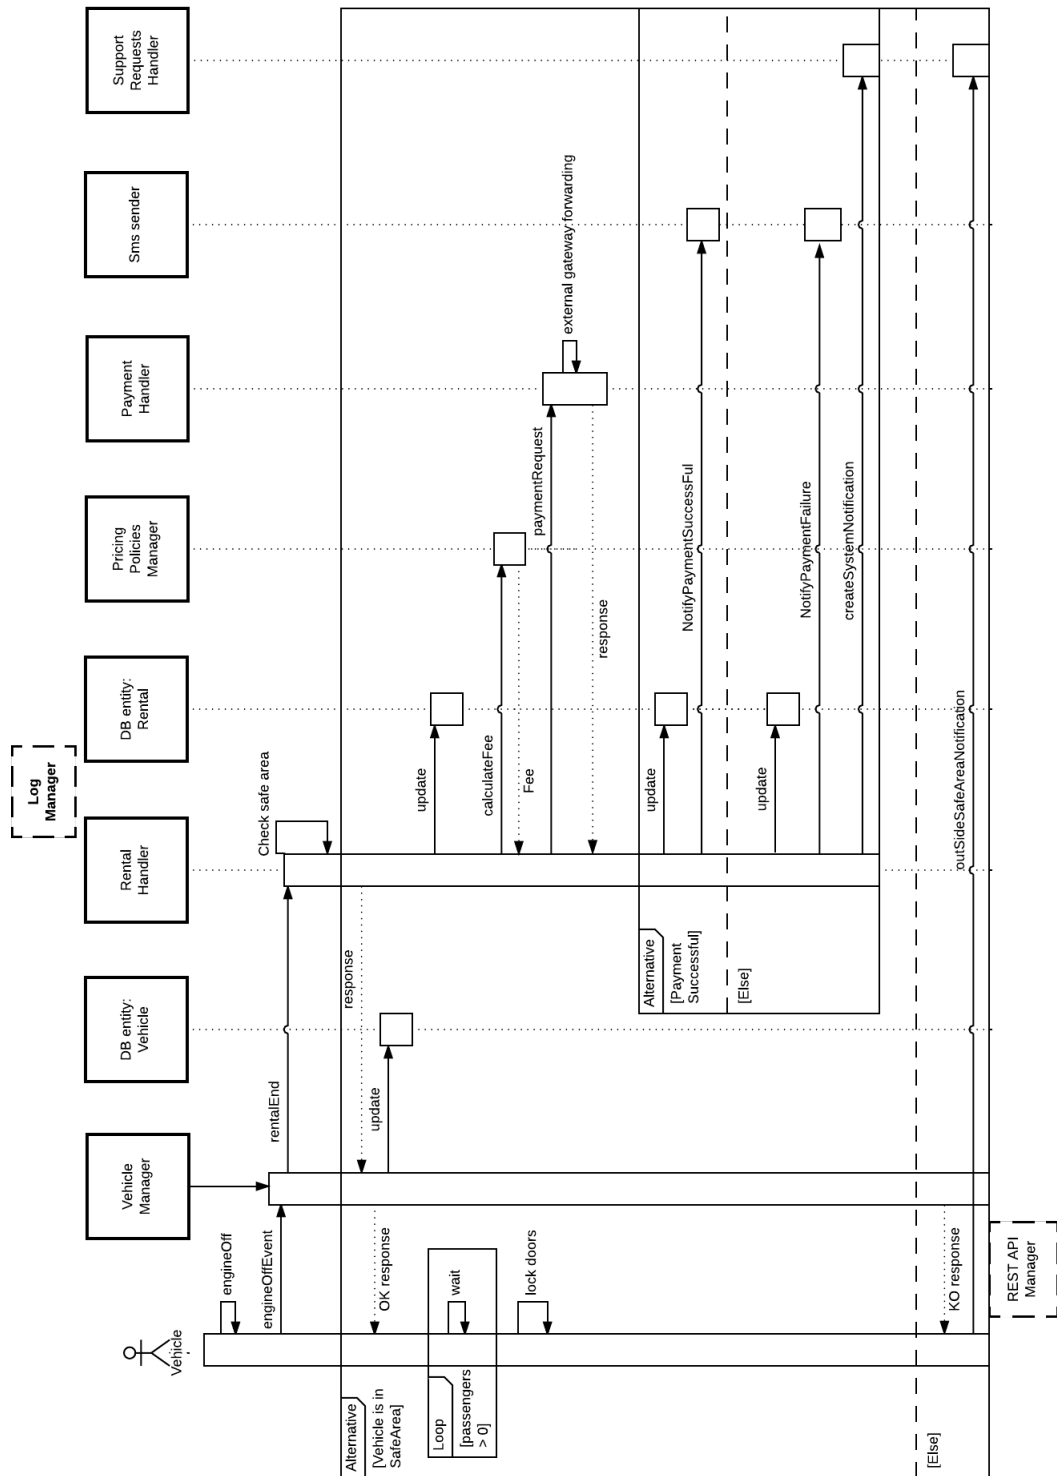 Log
Manager
Vehicle
Vehicle
Manager
DB entity:
Vehicle
Rental
Handler
DB entity:
Rental
Pricing
Policies
Manager
Payment
Handler
Sms sender
Support
Requests
Handler
engineOff
engineOffEvent
rentalEnd
Check safe area
Alternative
[Vehicle is in
SafeArea]
response
OK response
update
Loop
[passengers
> 0]
wait
update
calculateFee
lock doors
Fee
paymentRequest
external gateway forwarding
response
Alternative
[Payment
Successful]
update
NotifyPaymentSuccessFul
[Else]
update
NotifyPaymentFailure
createSystemNotification
[Else]
KO response
outSideSafeAreaNotification
REST API
Manager